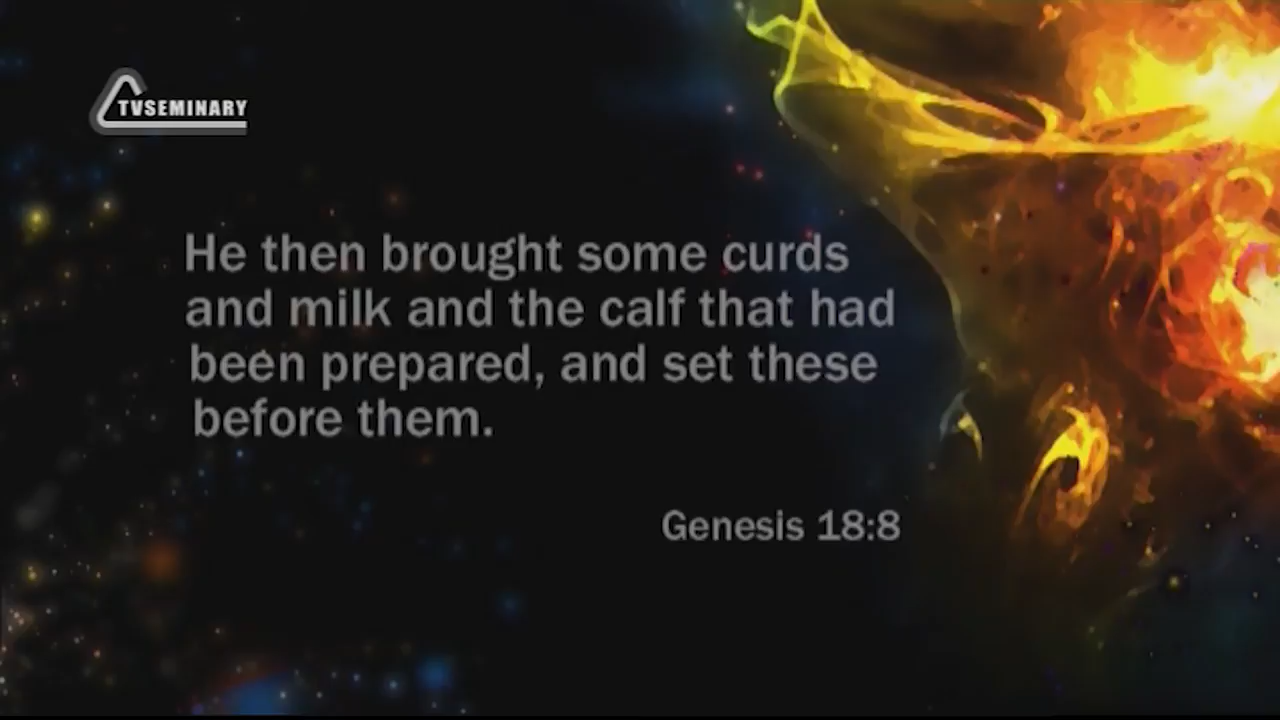 TVSEMINARY
He then brought some curds
and milk and the calf that had
been prepared, and set these
before them.
Genesis 18:8